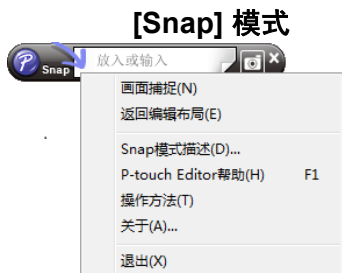 [Snap] 模式
P Snap 放入或输入
画面捕捉(N)
返回编辑布局(E)
Snap模式描述(D)...
P-touch Editor帮助(H) F1
操作方法(T)
关于(A)...
退出(X)